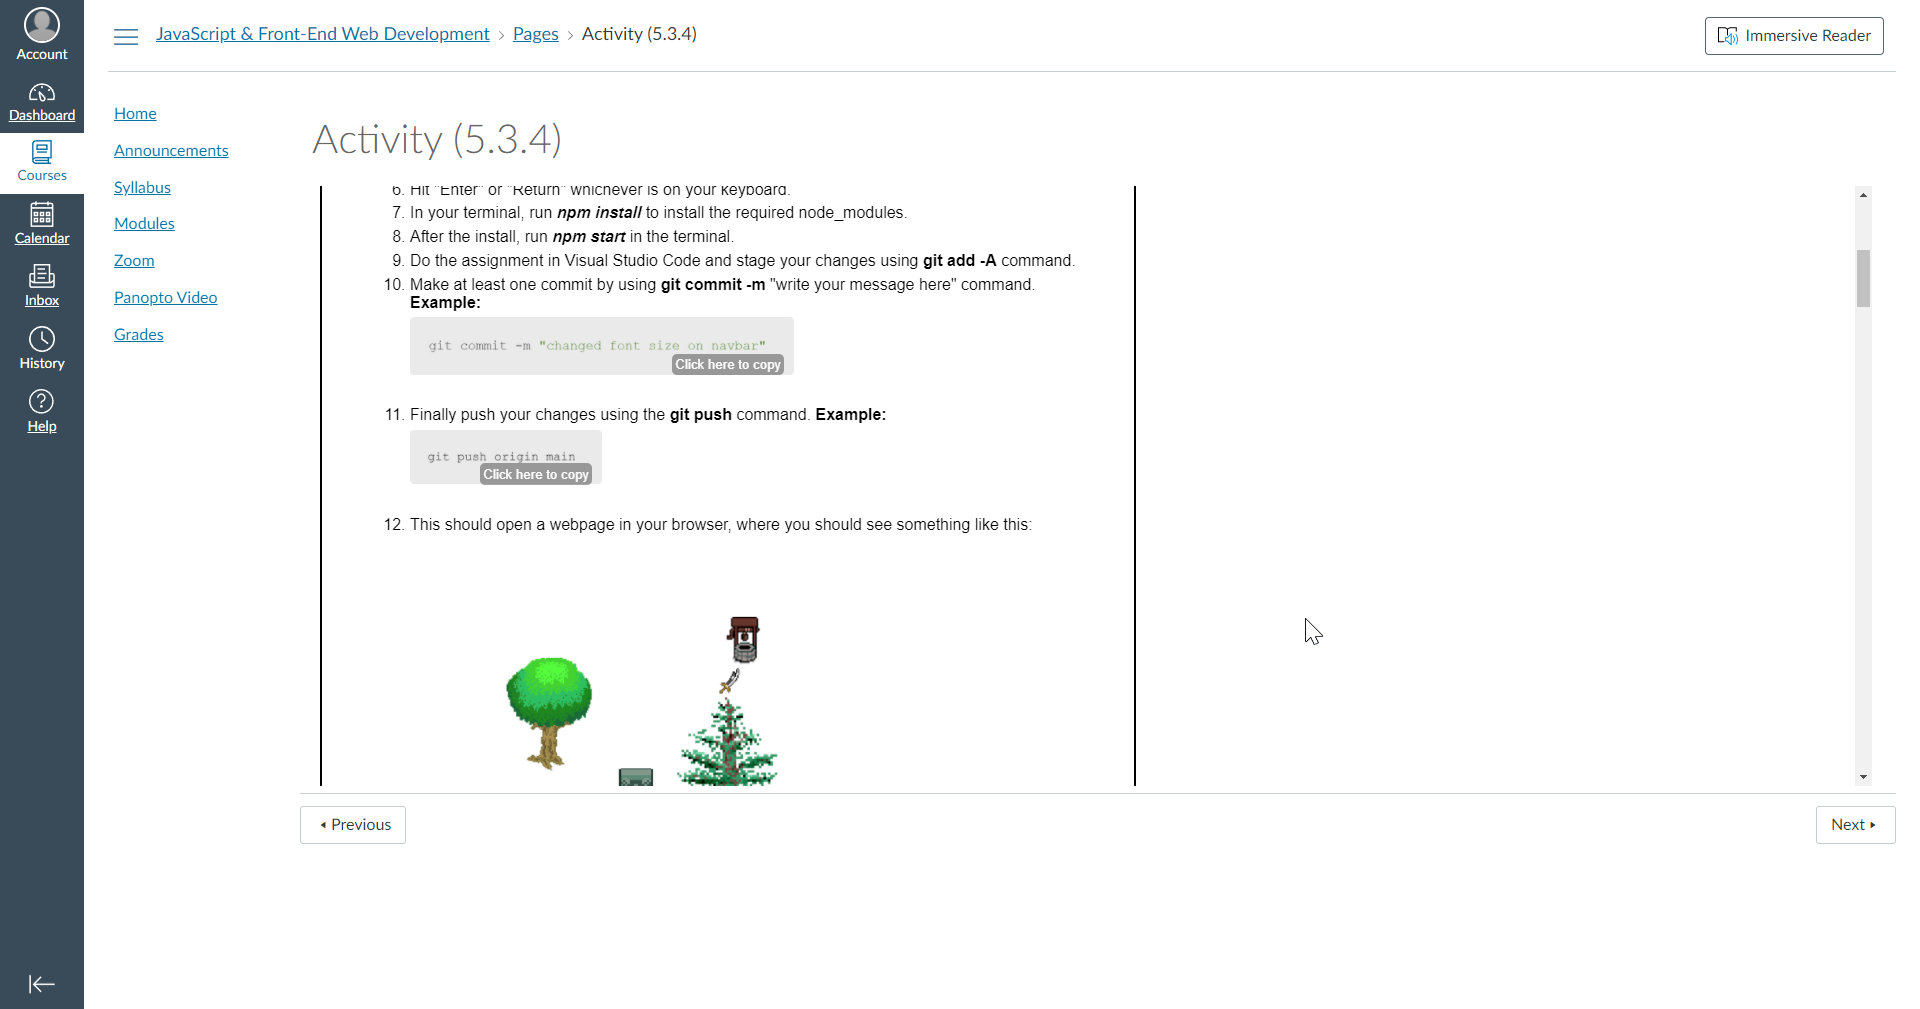 Account
Dashboard
Courses
Calendar
Inbox
History
Help
JavaScript & Front-End Web Development › Pages › Activity (5.3.4)
Immersive Reader
Home
Announcements
Syllabus
Modules
Zoom
Panopto Video
Grades
Activity (5.3.4)
6. Hit "Enter" or "Return" whichever is on your keyboard.
7. In your terminal, run npm install to install the required node_modules.
8. After the install, run npm start in the terminal.
9. Do the assignment in Visual Studio Code and stage your changes using git add -A command.
10. Make at least one commit by using git commit -m "write your message here" command.
Example:
git commit -m "changed font size on navbar"
Click here to copy
11. Finally push your changes using the git push command. Example:
git push origin main
Click here to copy
12. This should open a webpage in your browser, where you should see something like this:
Previous
Next